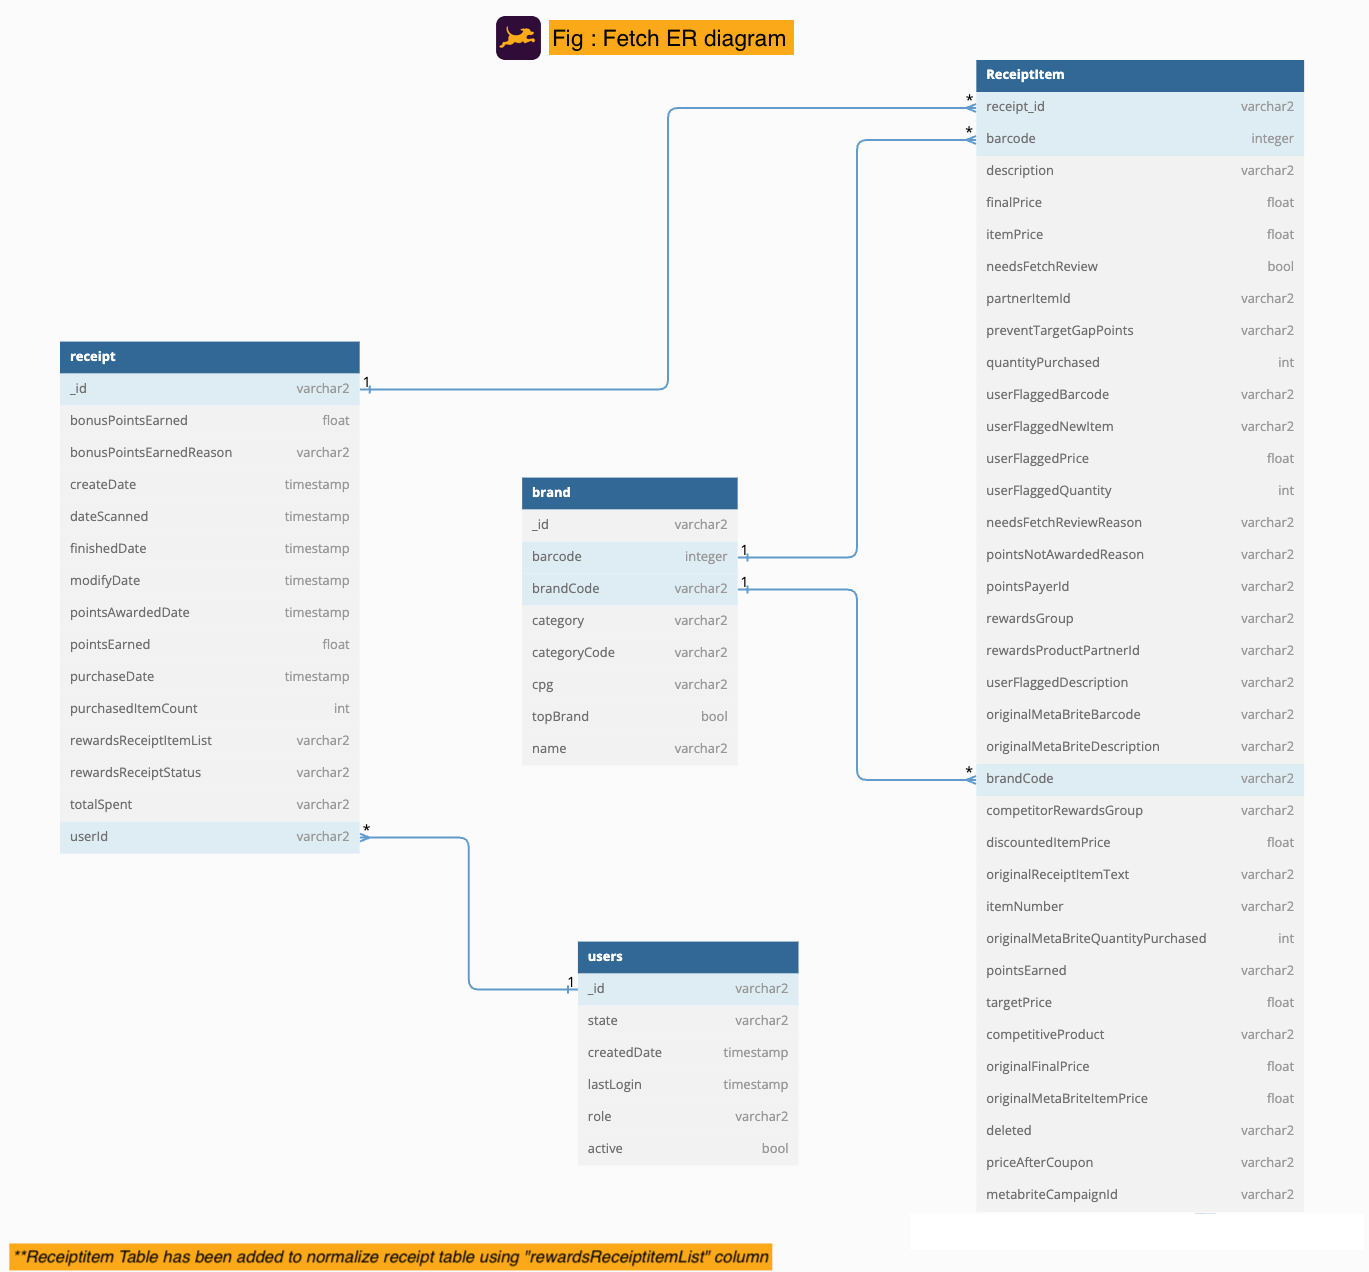 Fig : Fetch ER diagram
ReceiptItem
receipt_id varchar2
barcode integer
description varchar2
finalPrice float
itemPrice float
needsFetchReview bool
partnerItemId varchar2
preventTargetGapPoints varchar2
quantityPurchased int
userFlaggedBarcode varchar2
userFlaggedNewItem varchar2
userFlaggedPrice float
userFlaggedQuantity int
needsFetchReviewReason varchar2
pointsNotAwardedReason varchar2
pointsPayerId varchar2
rewardsGroup varchar2
rewardsProductPartnerId varchar2
userFlaggedDescription varchar2
originalMetaBriteBarcode varchar2
originalMetaBriteDescription varchar2
brandCode varchar2
competitorRewardsGroup varchar2
discountedItemPrice float
originalReceiptItemText varchar2
itemNumber varchar2
originalMetaBriteQuantityPurchased int
pointsEarned varchar2
targetPrice float
competitiveProduct varchar2
originalFinalPrice float
originalMetaBriteItemPrice float
deleted varchar2
priceAfterCoupon varchar2
metabriteCampaignId varchar2
*
*
*
receipt
_id varchar2
bonusPointsEarned float
bonusPointsEarnedReason varchar2
createDate timestamp
dateScanned timestamp
finishedDate timestamp
modifyDate timestamp
pointsAwardedDate timestamp
pointsEarned float
purchaseDate timestamp
purchasedItemCount int
rewardsReceiptItemList varchar2
rewardsReceiptStatus varchar2
totalSpent varchar2
userId varchar2
1
*
brand
_id varchar2
barcode integer
brandCode varchar2
category varchar2
categoryCode varchar2
cpg varchar2
topBrand bool
name varchar2
1
1
users
_id varchar2
state varchar2
createdDate timestamp
lastLogin timestamp
role varchar2
active bool
1
**Receiptitem Table has been added to normalize receipt table using "rewardsReceiptitemList" column